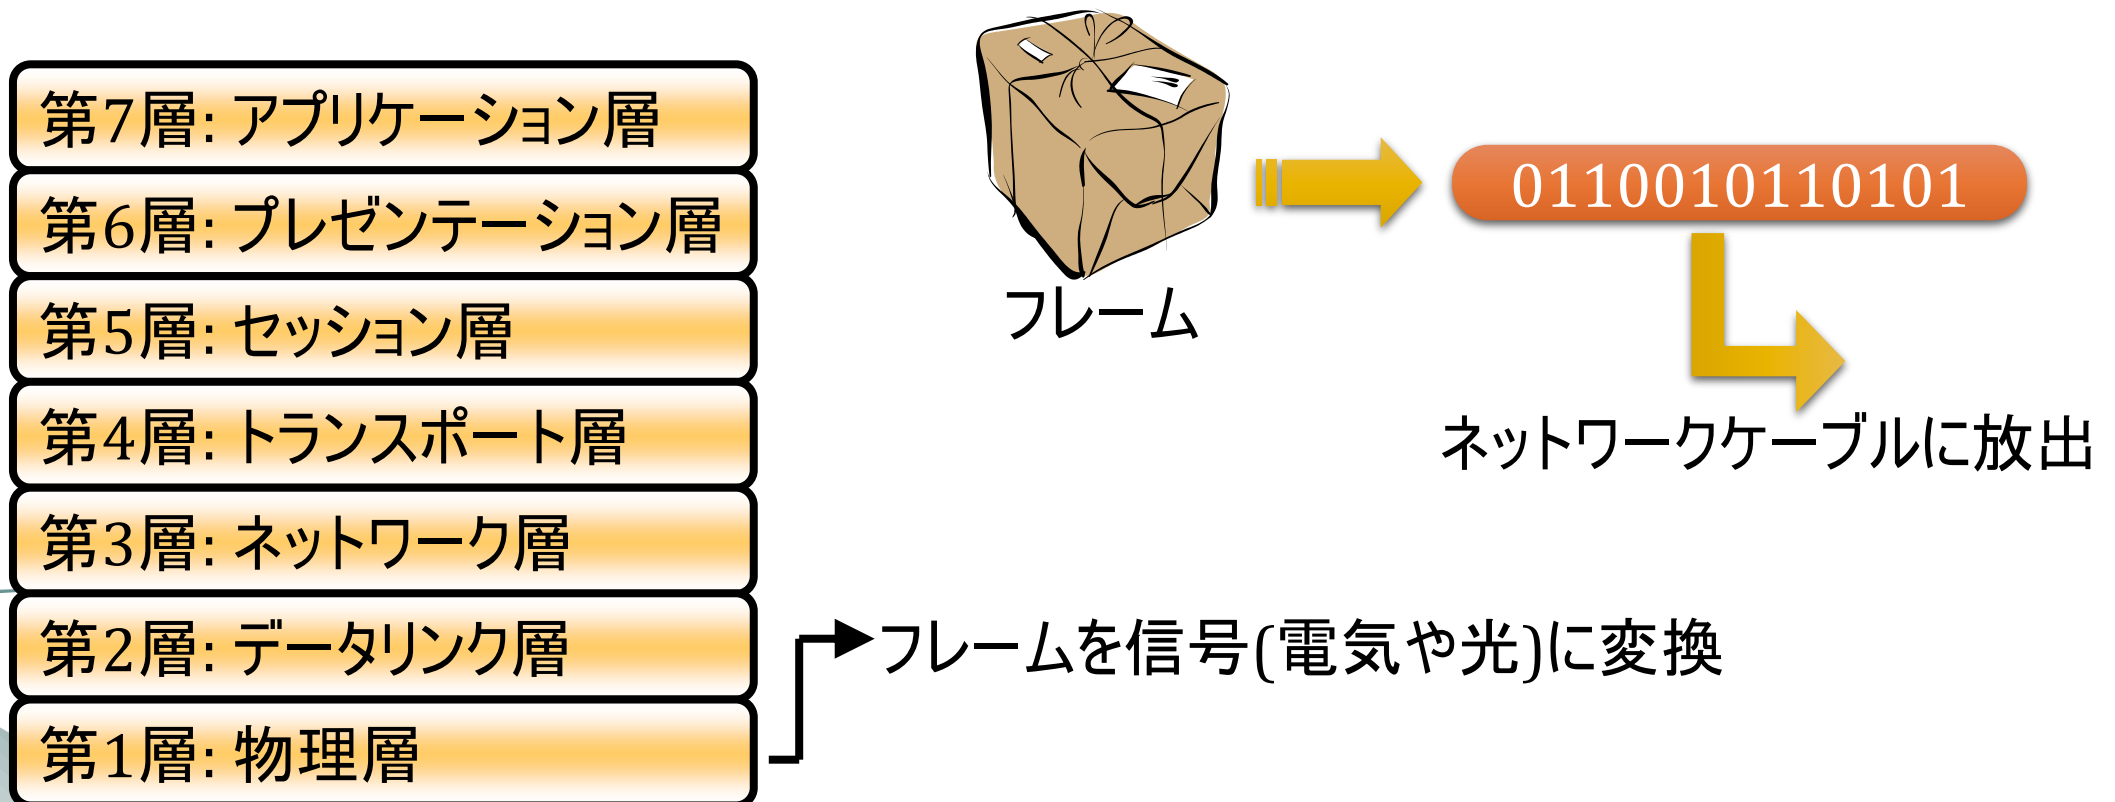 第7層: アプリケーション層
第6層: プレゼンテーション層
第5層: セッション層
第4層: トランスポート層
第3層: ネットワーク層
第2層: データリンク層
第1層: 物理層
フレーム
0110010110101
ネットワークケーブルに放出
フレームを信号(電気や光)に変換